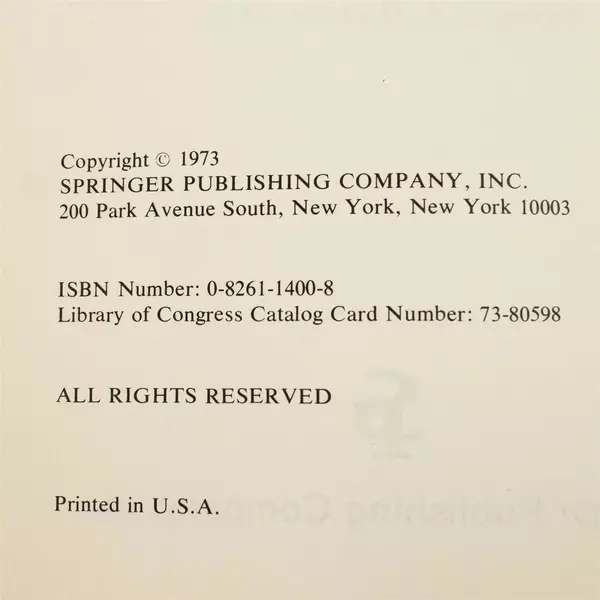 Copyright © 1973
SPRINGER PUBLISHING COMPANY, INC.
200 Park Avenue South, New York, New York 10003
ISBN Number: 0-8261-1400-8
Library of Congress Catalog Card Number: 73-80598
ALL RIGHTS RESERVED
Printed in U.S.A.